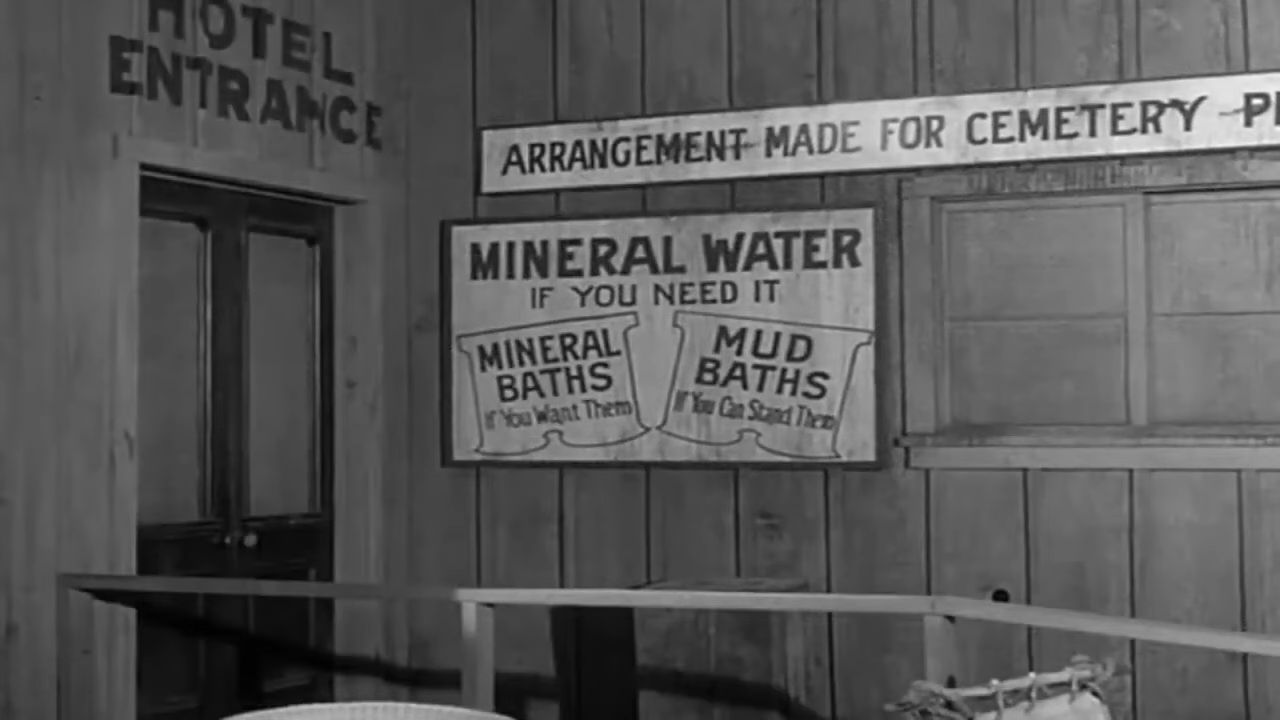 HOTEL
ENTRANCE
ARRANGEMENT MADE FOR CEMETERY
MINERAL WATER
IF YOU NEED IT
MINERAL
BATHS
If You Want Them
MUD
BATHS
If You Can Stand Them